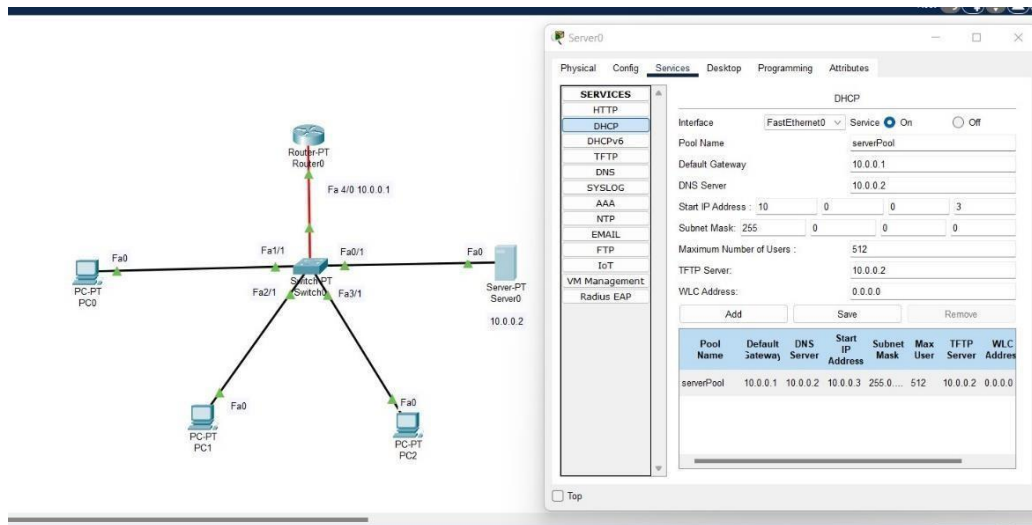 Router-PT
Router0
Fa 4/0 10.0.0.1
Fa0
Fa1/1
Fa0/1
Fa0
PC-PT
PC0
Switch-PT
Switch0
Fa2/1
Fa3/1
Server-PT
Server0
10.0.0.2
Fa0
Fa0
PC-PT
PC1
PC-PT
PC2
Server0
Physical Config Services Desktop Programming Attributes
SERVICES
HTTP
DHCP
DHCPv6
TFTP
DNS
SYSLOG
AAA
NTP
EMAIL
FTP
IoT
VM Management
Radius EAP
DHCP
Interface FastEthernet0 Service On Off
Pool Name serverPool
Default Gateway 10.0.0.1
DNS Server 10.0.0.2
Start IP Address : 10 0 0 3
Subnet Mask: 255 0 0 0
Maximum Number of Users : 512
TFTP Server: 10.0.0.2
WLC Address: 0.0.0.0
Add Save Remove
Pool Name Default Gateway DNS Server Start IP Address Subnet Mask Max User TFTP Server WLC Addres
serverPool 10.0.0.1 10.0.0.2 10.0.0.3 255.0.... 512 10.0.0.2 0.0.0.0
Top